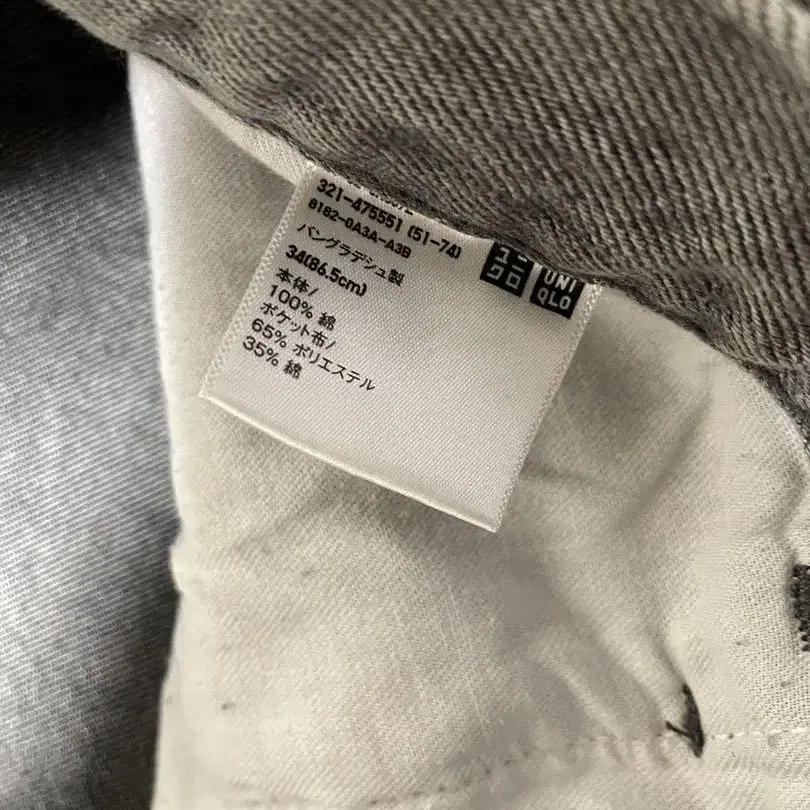 321-475551 (51-74)
8182-0A3A-A3B
バングラデシュ製
34(86.5cm)
本体/
100% 綿
ポケット布/
65% ポリエステル
35% 綿
ユニ
クロ
UNI
QLO